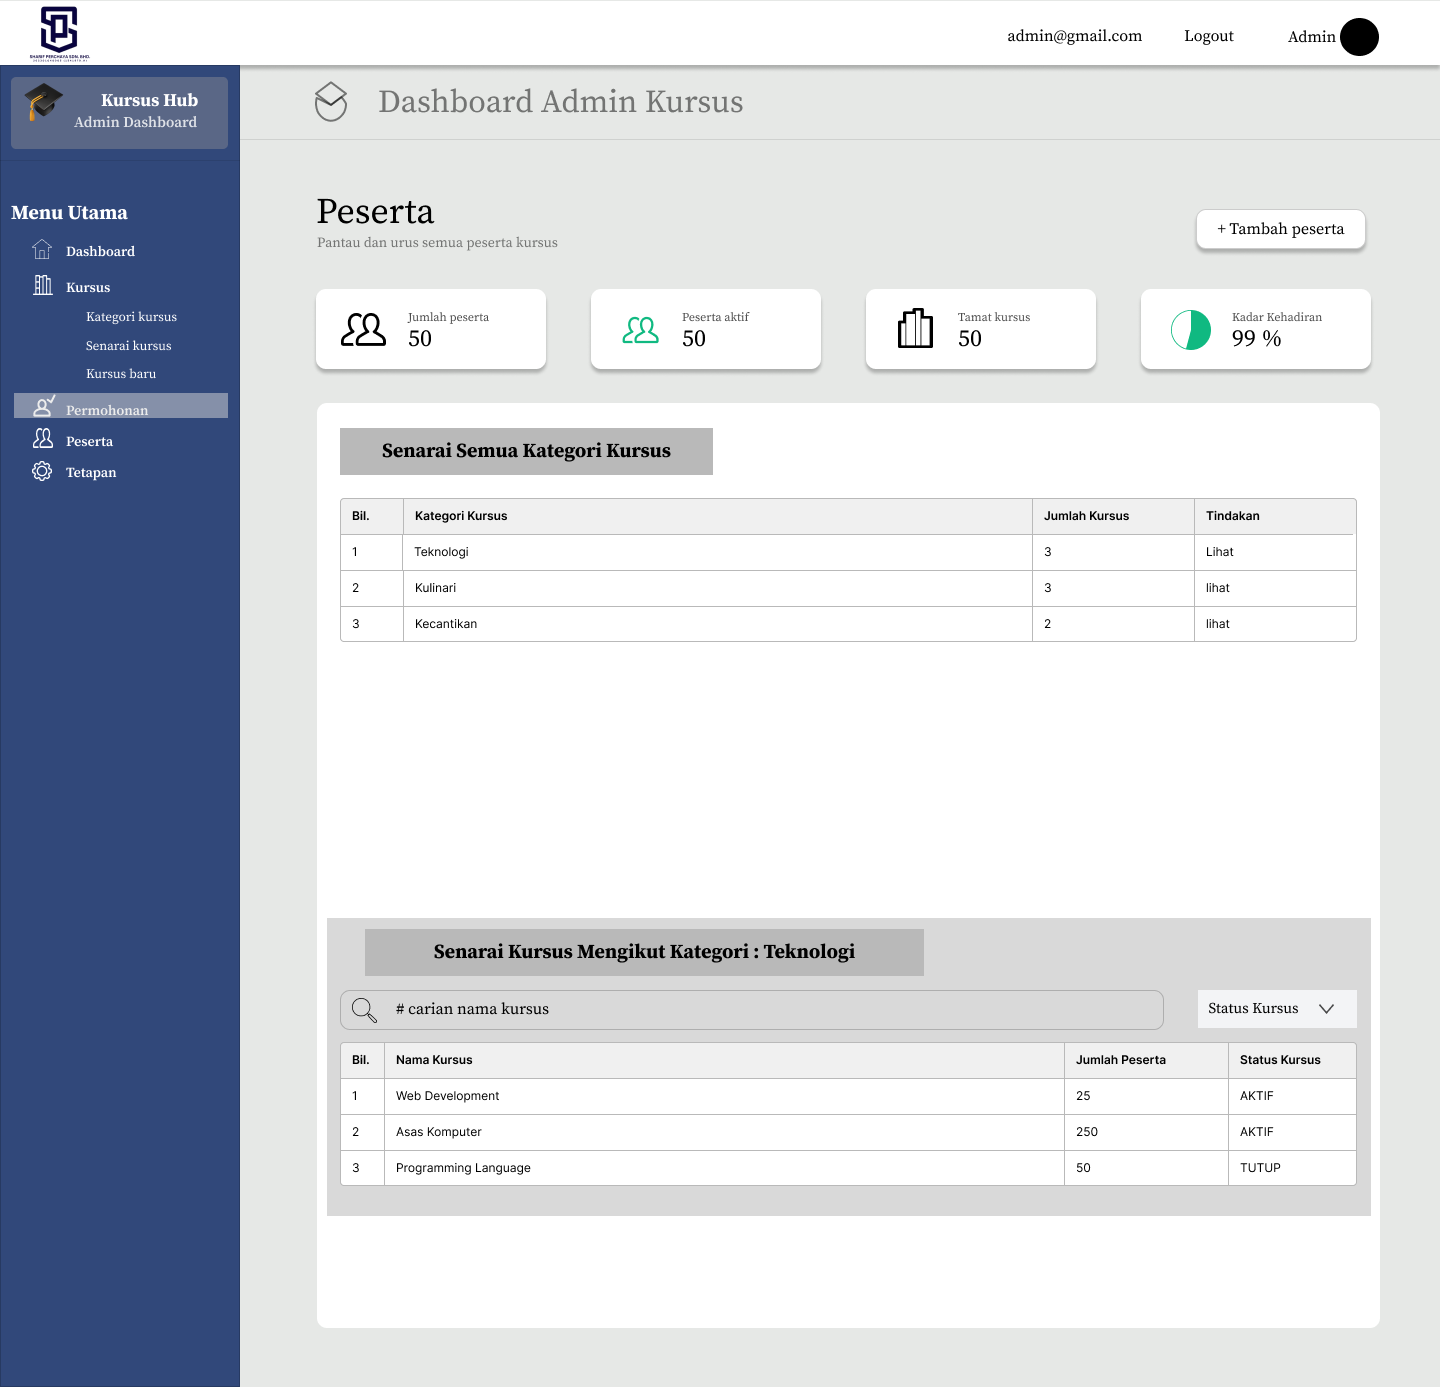 SHARIF PERCHAYA SDN. BHD.
admin@gmail.com
Logout
Admin
Kursus Hub
Admin Dashboard
Dashboard Admin Kursus
Menu Utama
Dashboard
Kursus
Kategori kursus
Senarai kursus
Kursus baru
Permohonan
Peserta
Tetapan
Peserta
Pantau dan urus semua peserta kursus
+ Tambah peserta
Jumlah peserta
50
Peserta aktif
50
Tamat kursus
50
Kadar Kehadiran
99 %
Senarai Semua Kategori Kursus
Bil. Kategori Kursus Jumlah Kursus Tindakan
1 Teknologi 3 Lihat
2 Kulinari 3 lihat
3 Kecantikan 2 lihat
Senarai Kursus Mengikut Kategori : Teknologi
# carian nama kursus
Status Kursus
Bil. Nama Kursus Jumlah Peserta Status Kursus
1 Web Development 25 AKTIF
2 Asas Komputer 250 AKTIF
3 Programming Language 50 TUTUP